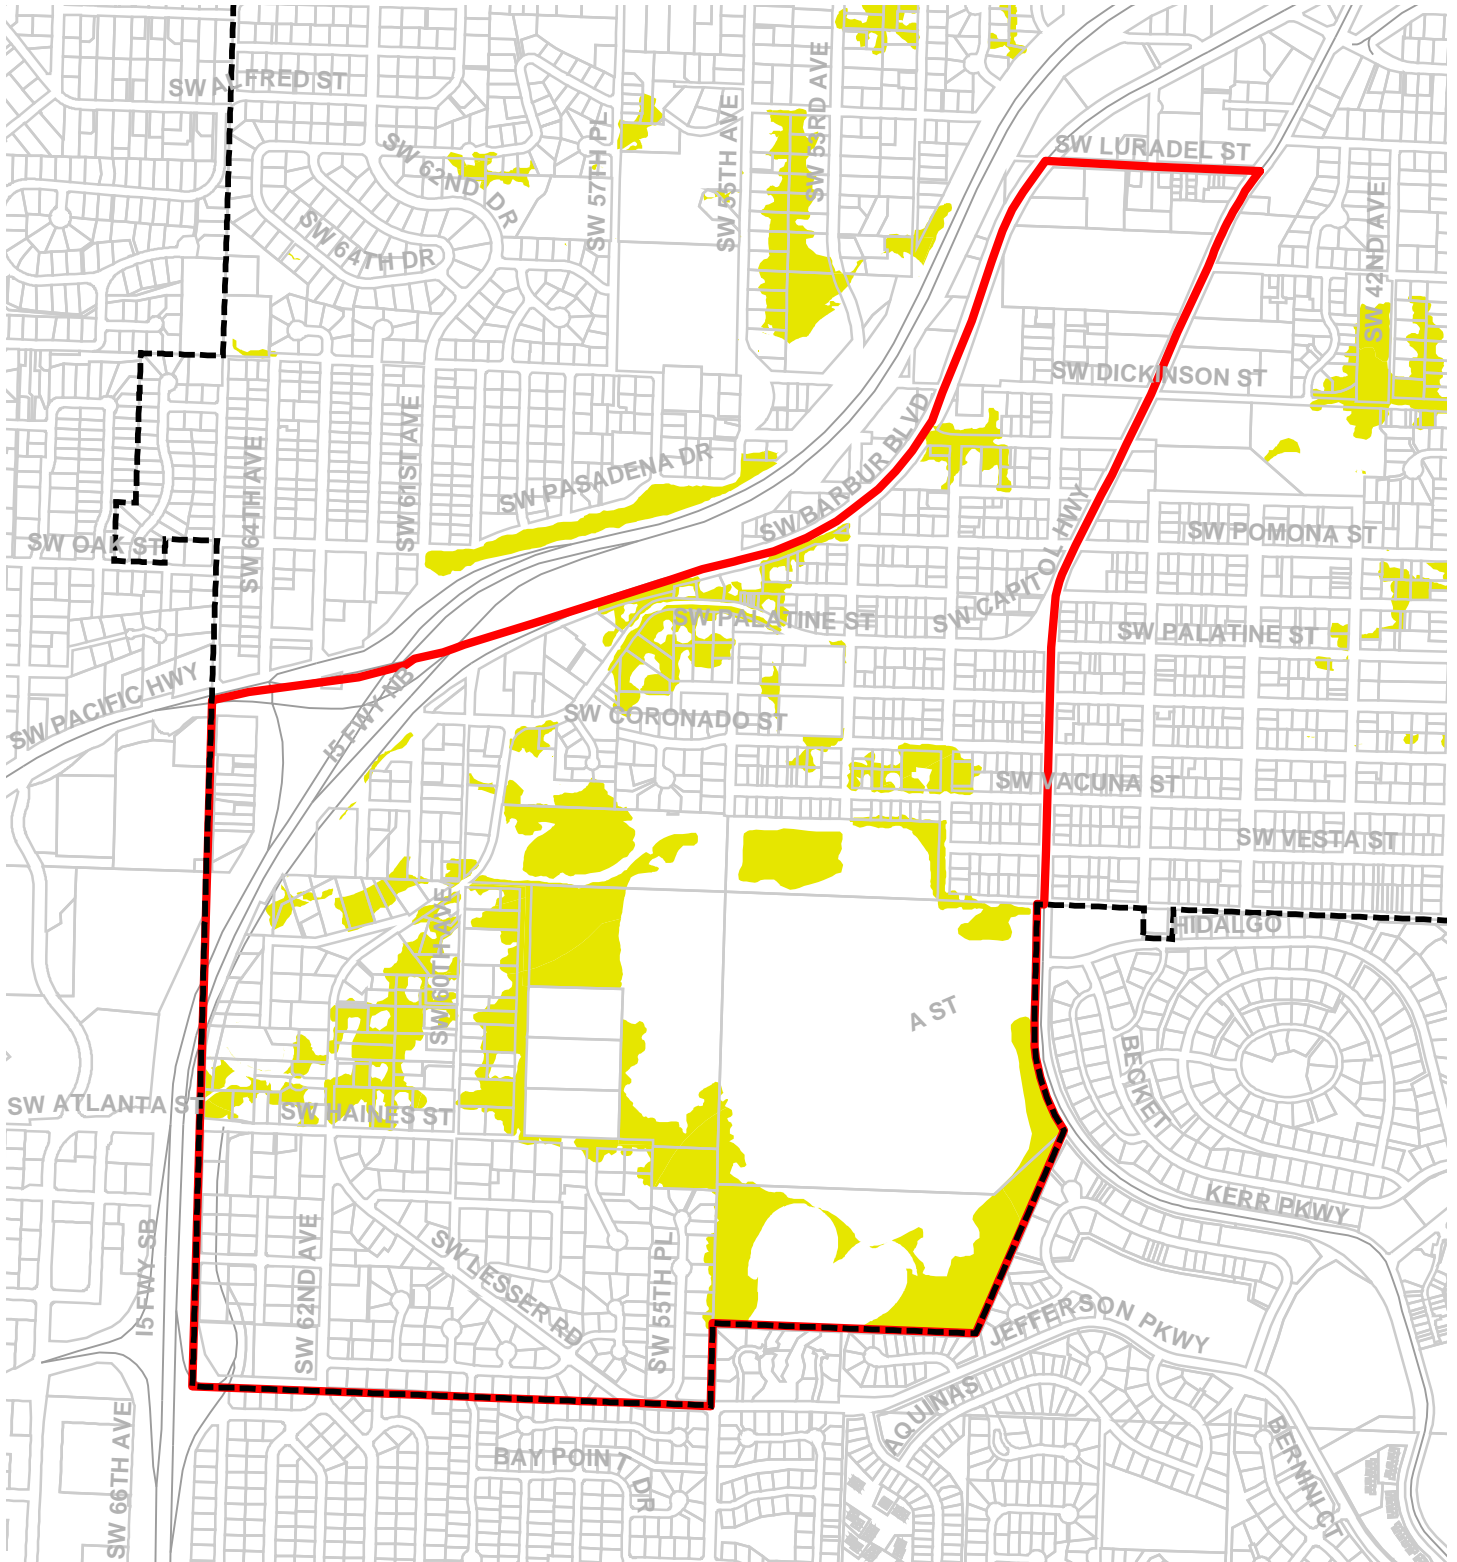 SW ALFRED ST
SW 62ND DR
SW 64TH DR
SW 57TH PL
SW 55TH AVE
SW 53RD AVE
SW LURADEL ST
SW 42ND AVE
SW DICKINSON ST
SW OAK ST
SW 64TH AVE
SW 61ST AVE
SW PASADENA DR
SW BARBUR BLVD
SW CAPITOL HWY
SW POMONA ST
SW PALATINE ST
SW PALATINE ST
SW PACIFIC HWY
I5 FWY NB
SW CORONADO ST
SW VACUNA ST
SW VESTA ST
SW 60TH AVE
HIDALGO
A ST
BECKET
SW ATLANTA ST
SW HAINES ST
KERR PKWY
I5 FWY SB
SW 62ND AVE
SW LESSER RD
SW 55TH PL
JEFFERSON PKWY
AQUINAS
SW 66TH AVE
BAY POINT DR
BERNINI CT